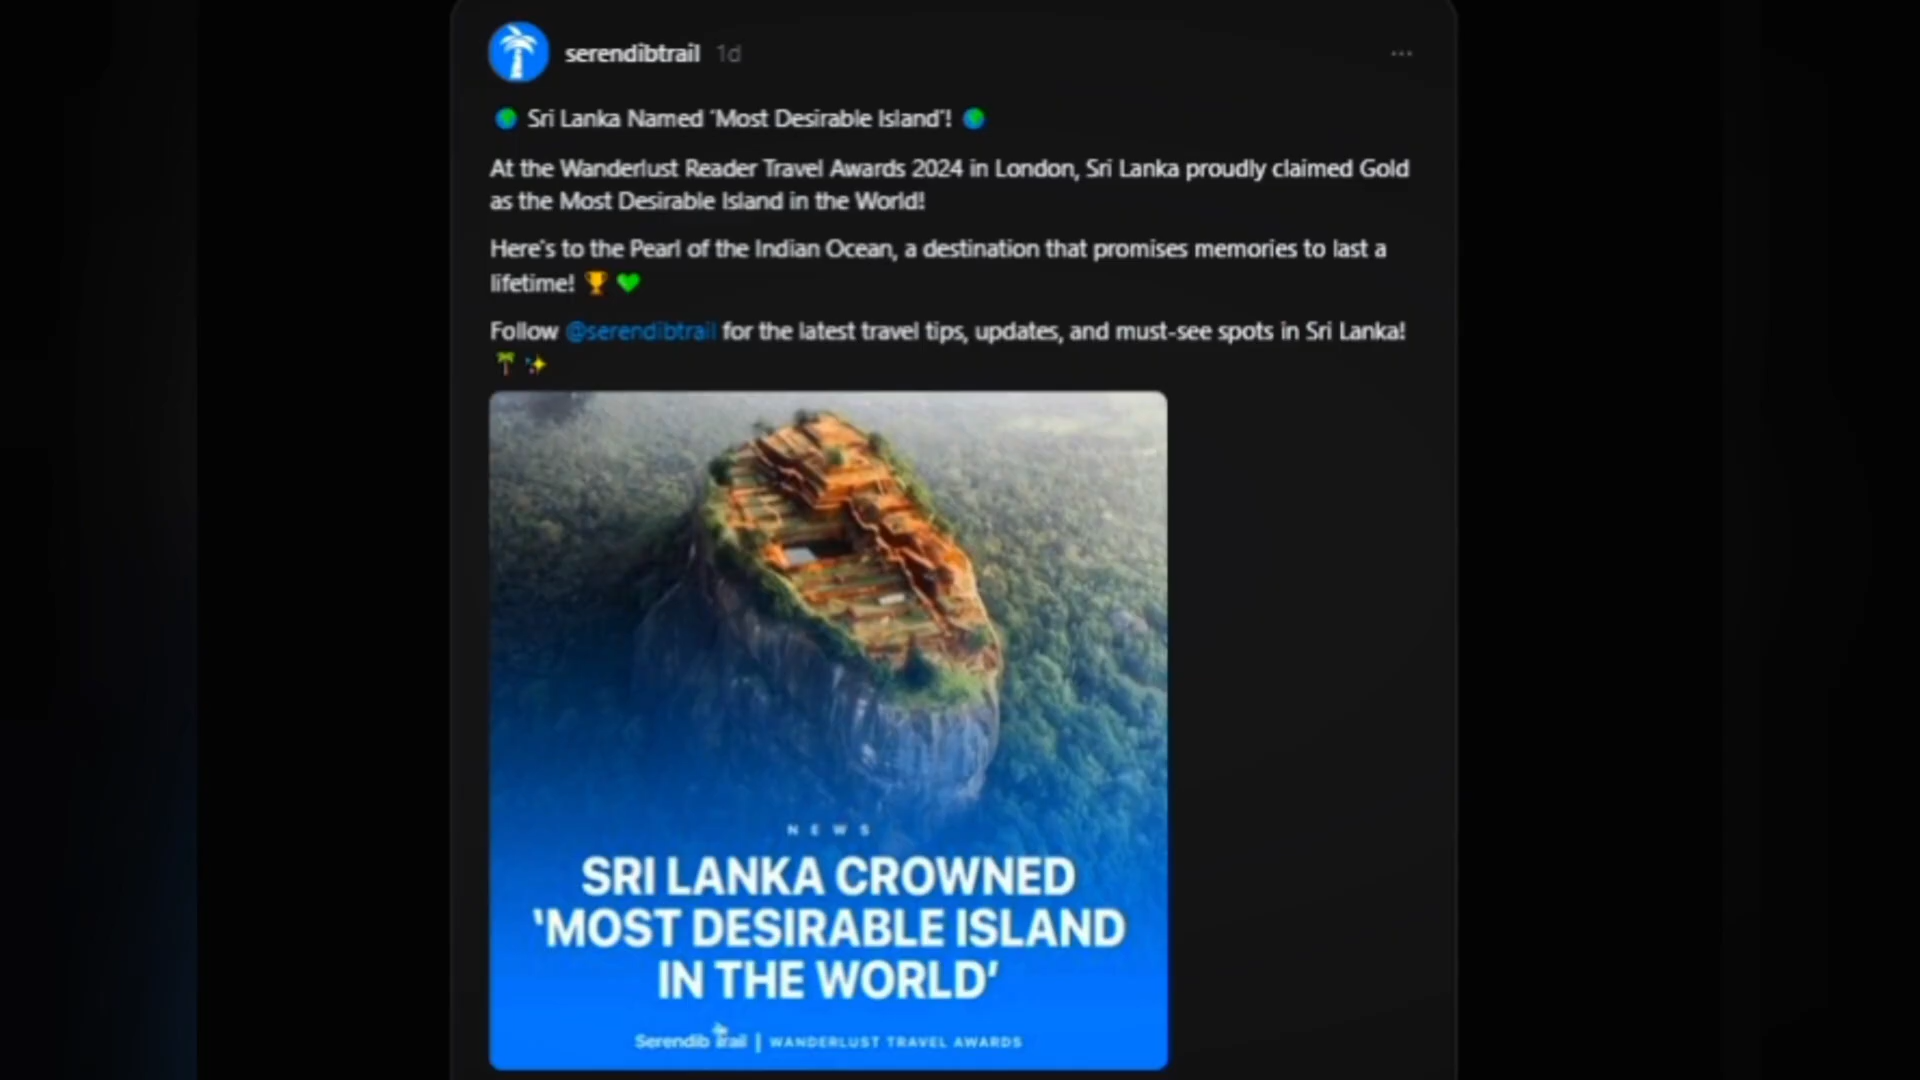 serendibtrail 1d
Sri Lanka Named 'Most Desirable Island'!
At the Wanderlust Reader Travel Awards 2024 in London, Sri Lanka proudly claimed Gold
as the Most Desirable Island in the World!
Here's to the Pearl of the Indian Ocean, a destination that promises memories to last a
lifetime!
Follow @serendibtrail for the latest travel tips, updates, and must-see spots in Sri Lanka!
NEWS
SRI LANKA CROWNED
'MOST DESIRABLE ISLAND
IN THE WORLD'
Serendib Trail | WANDERLUST TRAVEL AWARDS